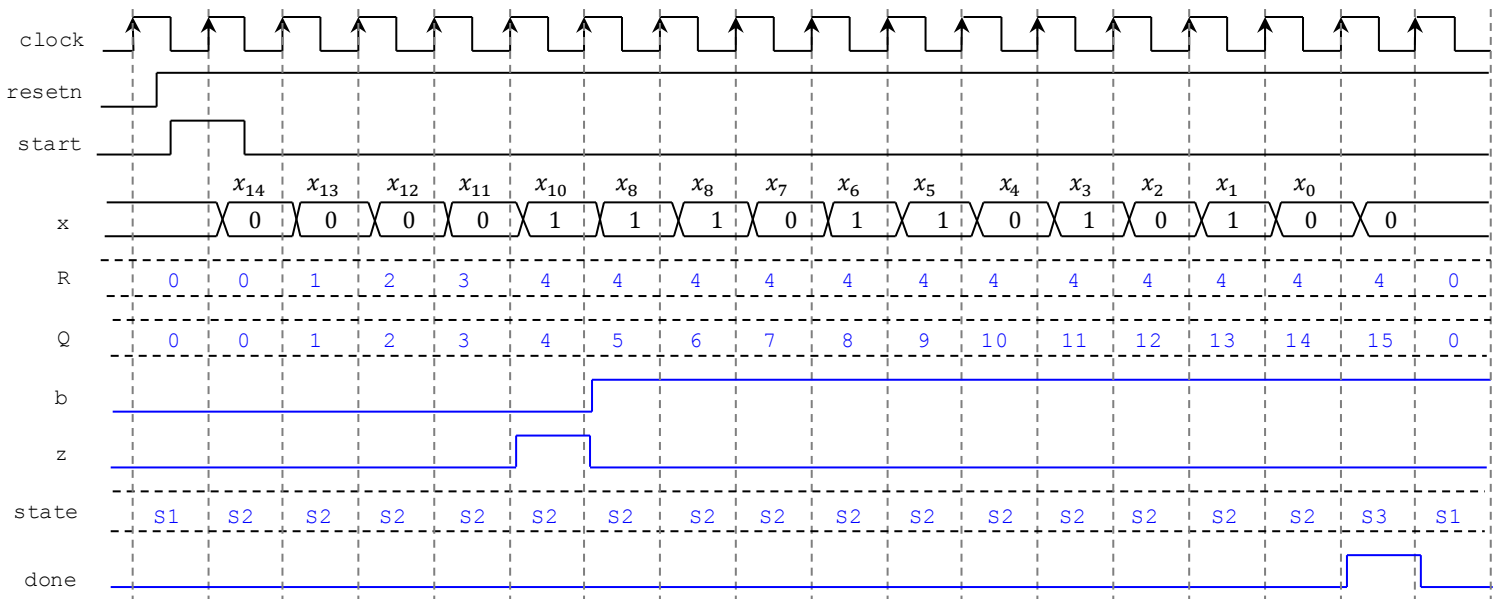 clock
resetn
start
x₁₄ x₁₃ x₁₂ x₁₁ x₁₀ x₈ x₈ x₇ x₆ x₅ x₄ x₃ x₂ x₁ x₀
x 0 0 0 0 1 1 1 0 1 1 0 1 0 1 0 0
R 0 0 1 2 3 4 4 4 4 4 4 4 4 4 4 4 4 0
Q 0 0 1 2 3 4 5 6 7 8 9 10 11 12 13 14 15 0
b
z
state S1 S2 S2 S2 S2 S2 S2 S2 S2 S2 S2 S2 S2 S2 S2 S2 S3 S1
done